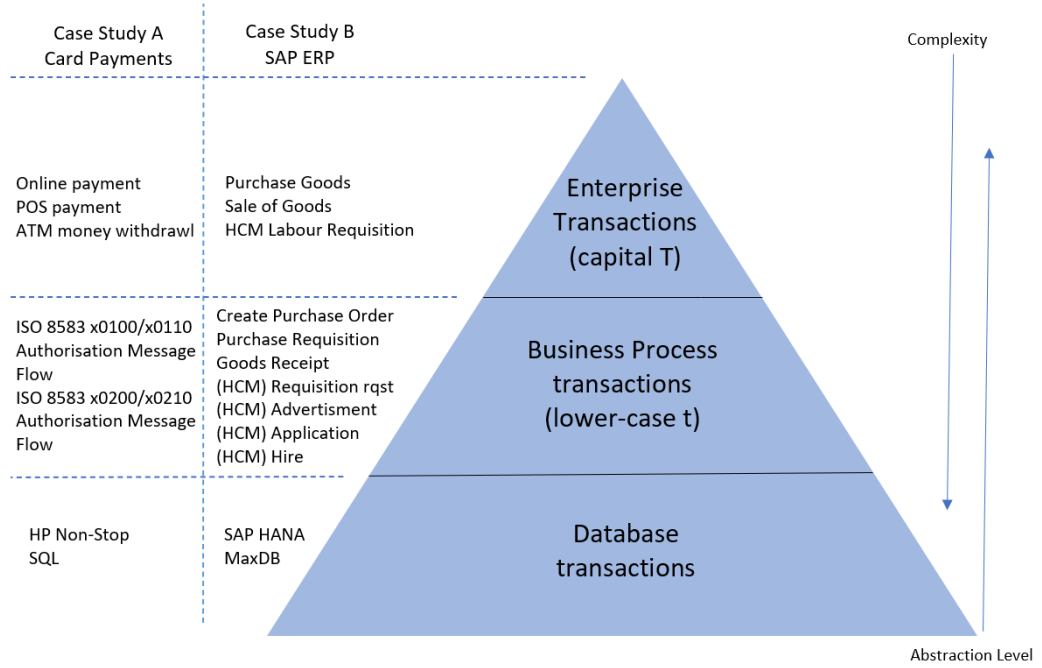 Case Study A
Card Payments
Case Study B
SAP ERP
Complexity
Online payment
POS payment
ATM money withdrawl
Purchase Goods
Sale of Goods
HCM Labour Requisition
Enterprise
Transactions
(capital T)
ISO 8583 x0100/x0110
Authorisation Message
Flow
ISO 8583 x0200/x0210
Authorisation Message
Flow
Create Purchase Order
Purchase Requisition
Goods Receipt
(HCM) Requisition rqst
(HCM) Advertisment
(HCM) Application
(HCM) Hire
Business Process
transactions
(lower-case t)
HP Non-Stop
SQL
SAP HANA
MaxDB
Database
transactions
Abstraction Level